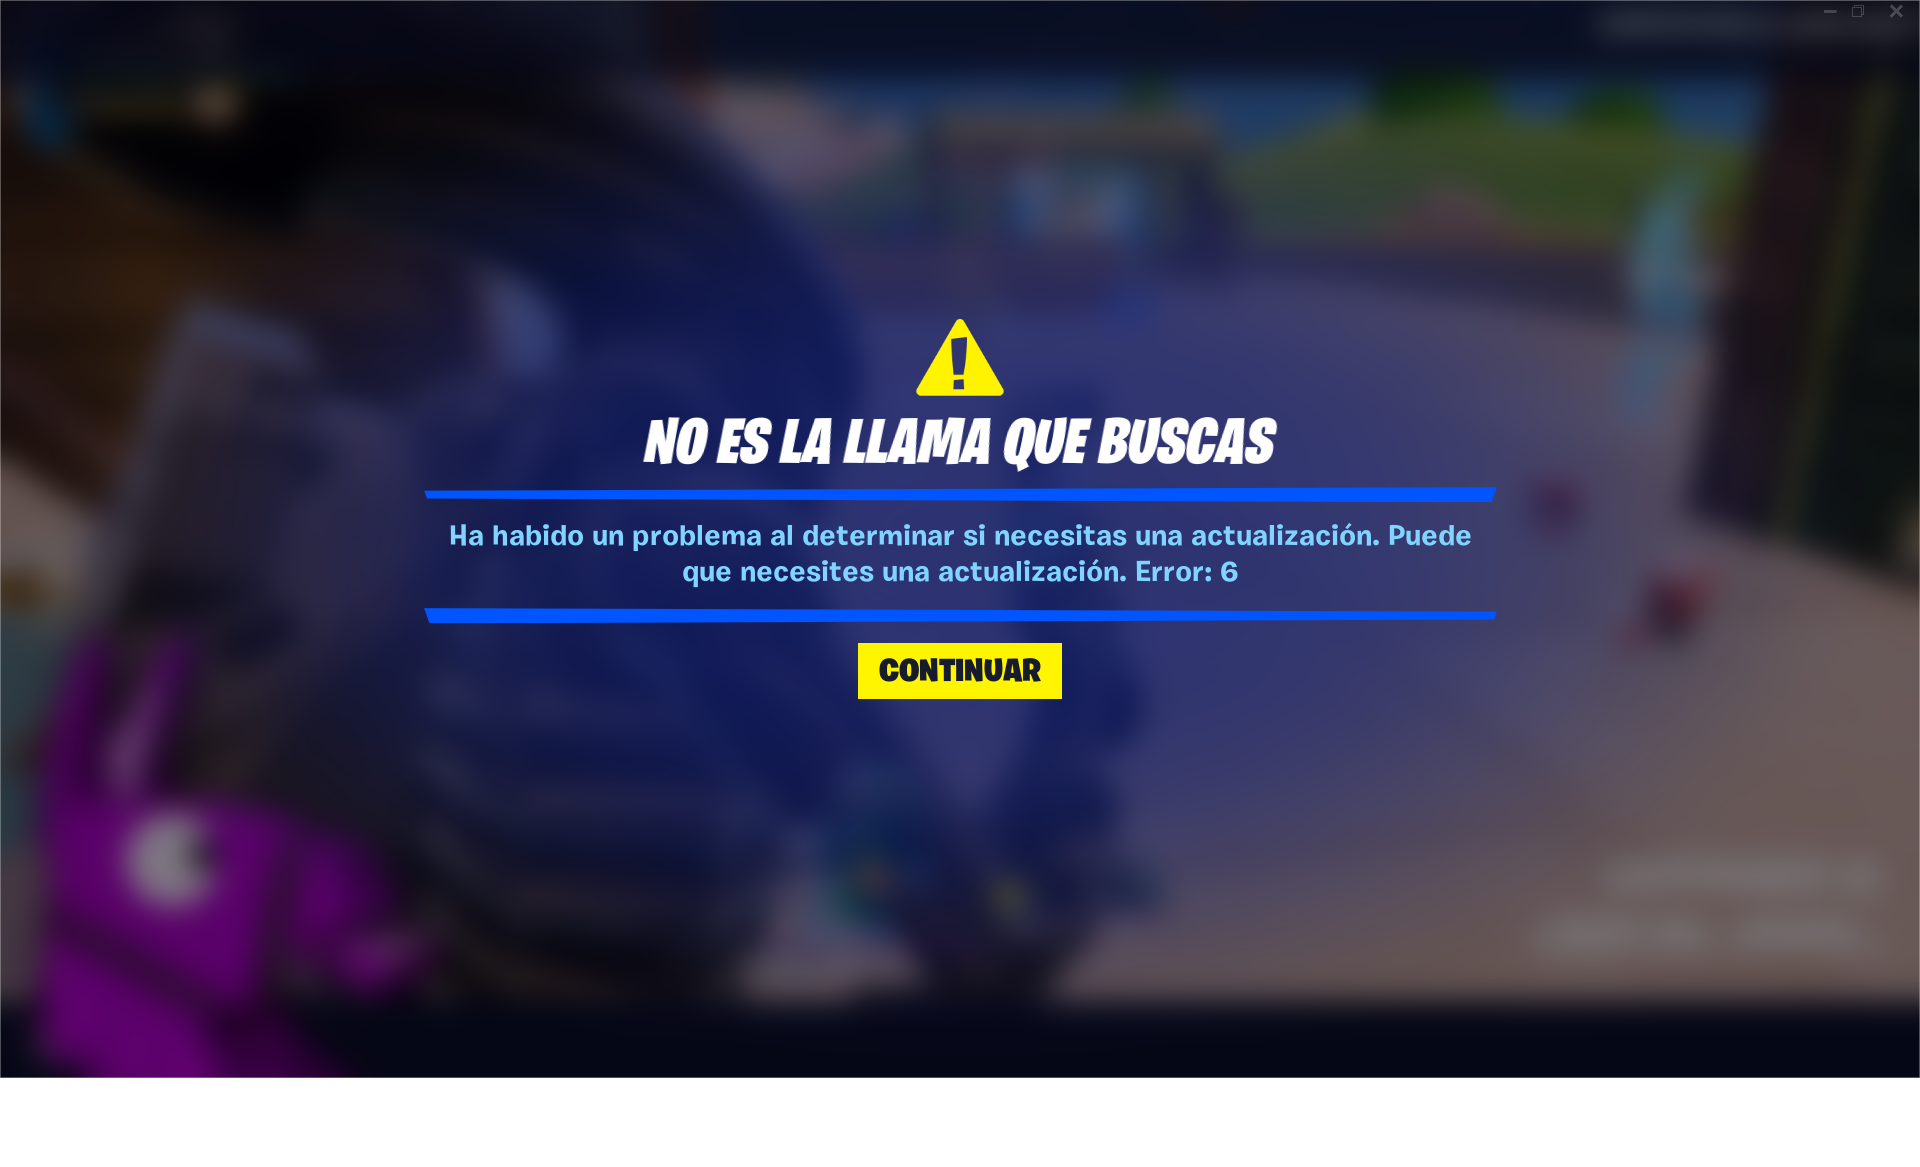 NO ES LA LLAMA QUE BUSCAS
Ha habido un problema al determinar si necesitas una actualización. Puede
que necesites una actualización. Error: 6
CONTINUAR